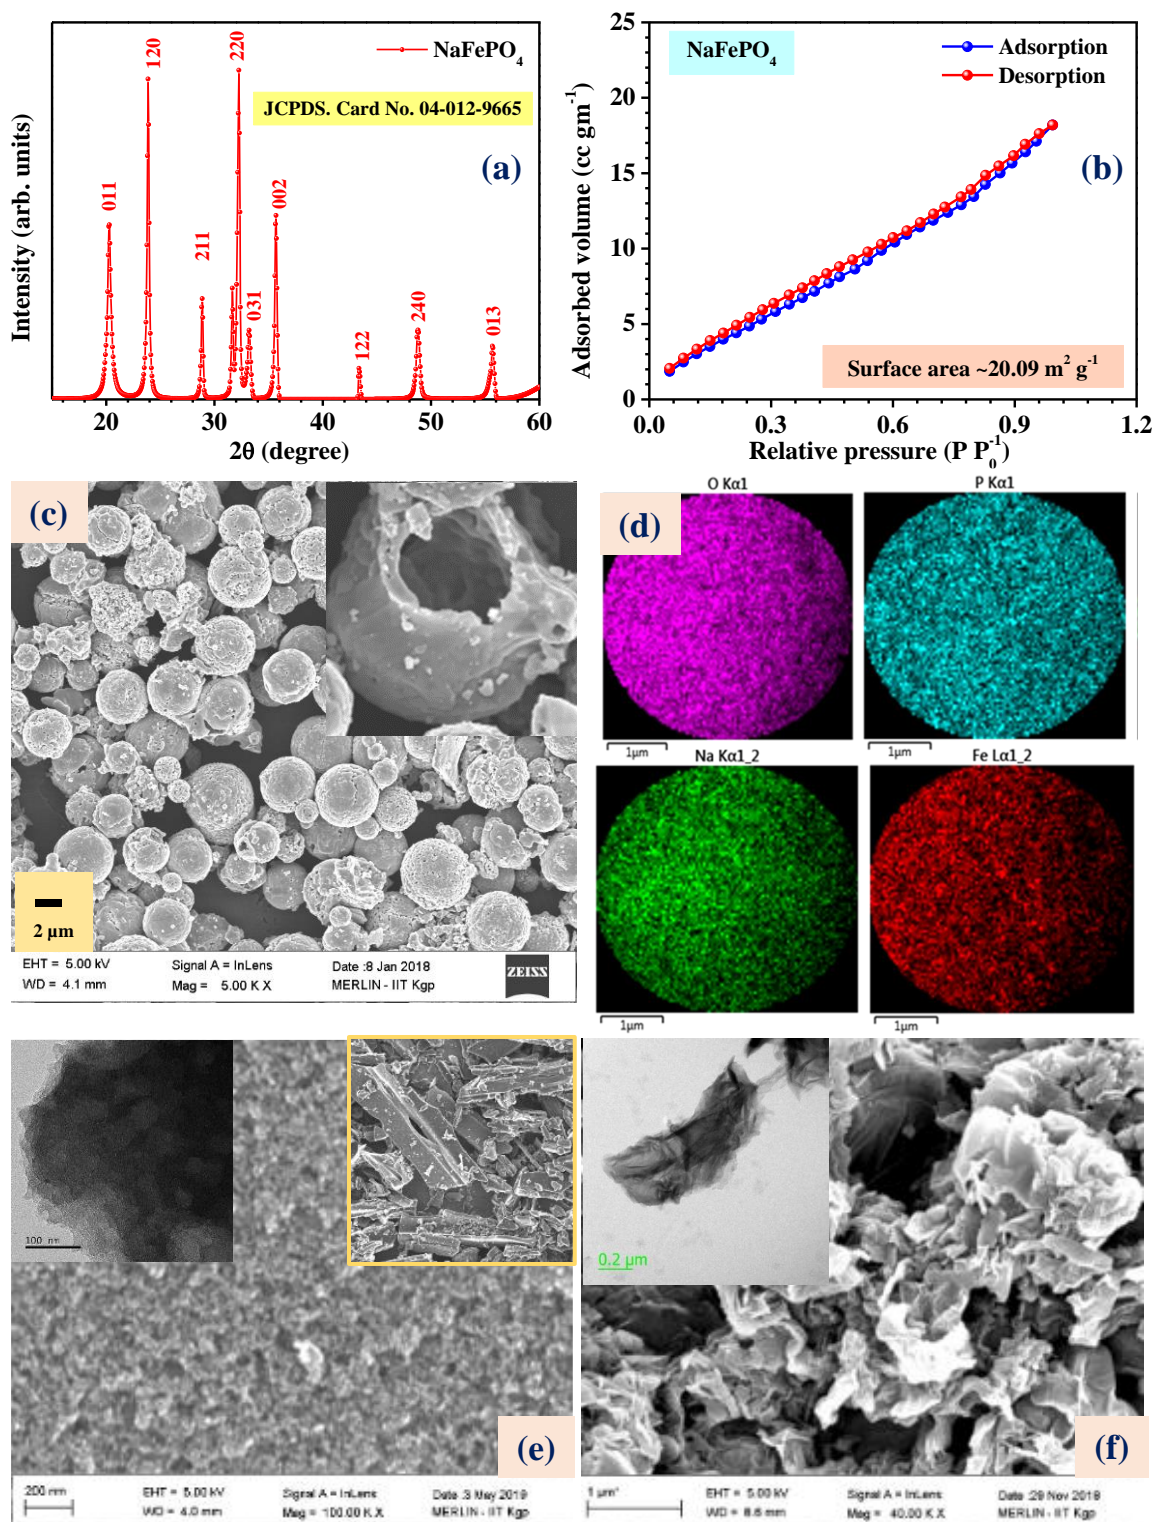 (a)
NaFePO4
JCPDS. Card No. 04-012-9665
011
120
211
220
031
002
122
240
013
Intensity (arb. units)
20
30
40
50
60
2θ (degree)
(b)
NaFePO4
Adsorption
Desorption
Surface area ~20.09 m2 g-1
Adsorbed volume (cc gm-1)
25
20
15
10
5
0
0.0
0.3
0.6
0.9
1.2
Relative pressure (P P0-1)
(c)
2 μm
EHT = 5.00 kV
WD = 4.1 mm
Signal A = InLens
Mag = 5.00 K X
Date :8 Jan 2018
MERLIN - IIT Kgp
ZEISS
(d)
O Kα1
P Kα1
1μm
1μm
Na Kα1_2
Fe Lα1_2
1μm
1μm
100 nm
(e)
200 nm
EHT = 5.00 kV
WD = 4.0 mm
Signal A = InLens
Mag = 100.00 K X
Date :3 May 2019
MERLIN - IIT Kgp
0.2 μm
(f)
1 μm
EHT = 5.00 kV
WD = 6.6 mm
Signal A = InLens
Mag = 40.00 K X
Date :29 Nov 2018
MERLIN - IIT Kgp